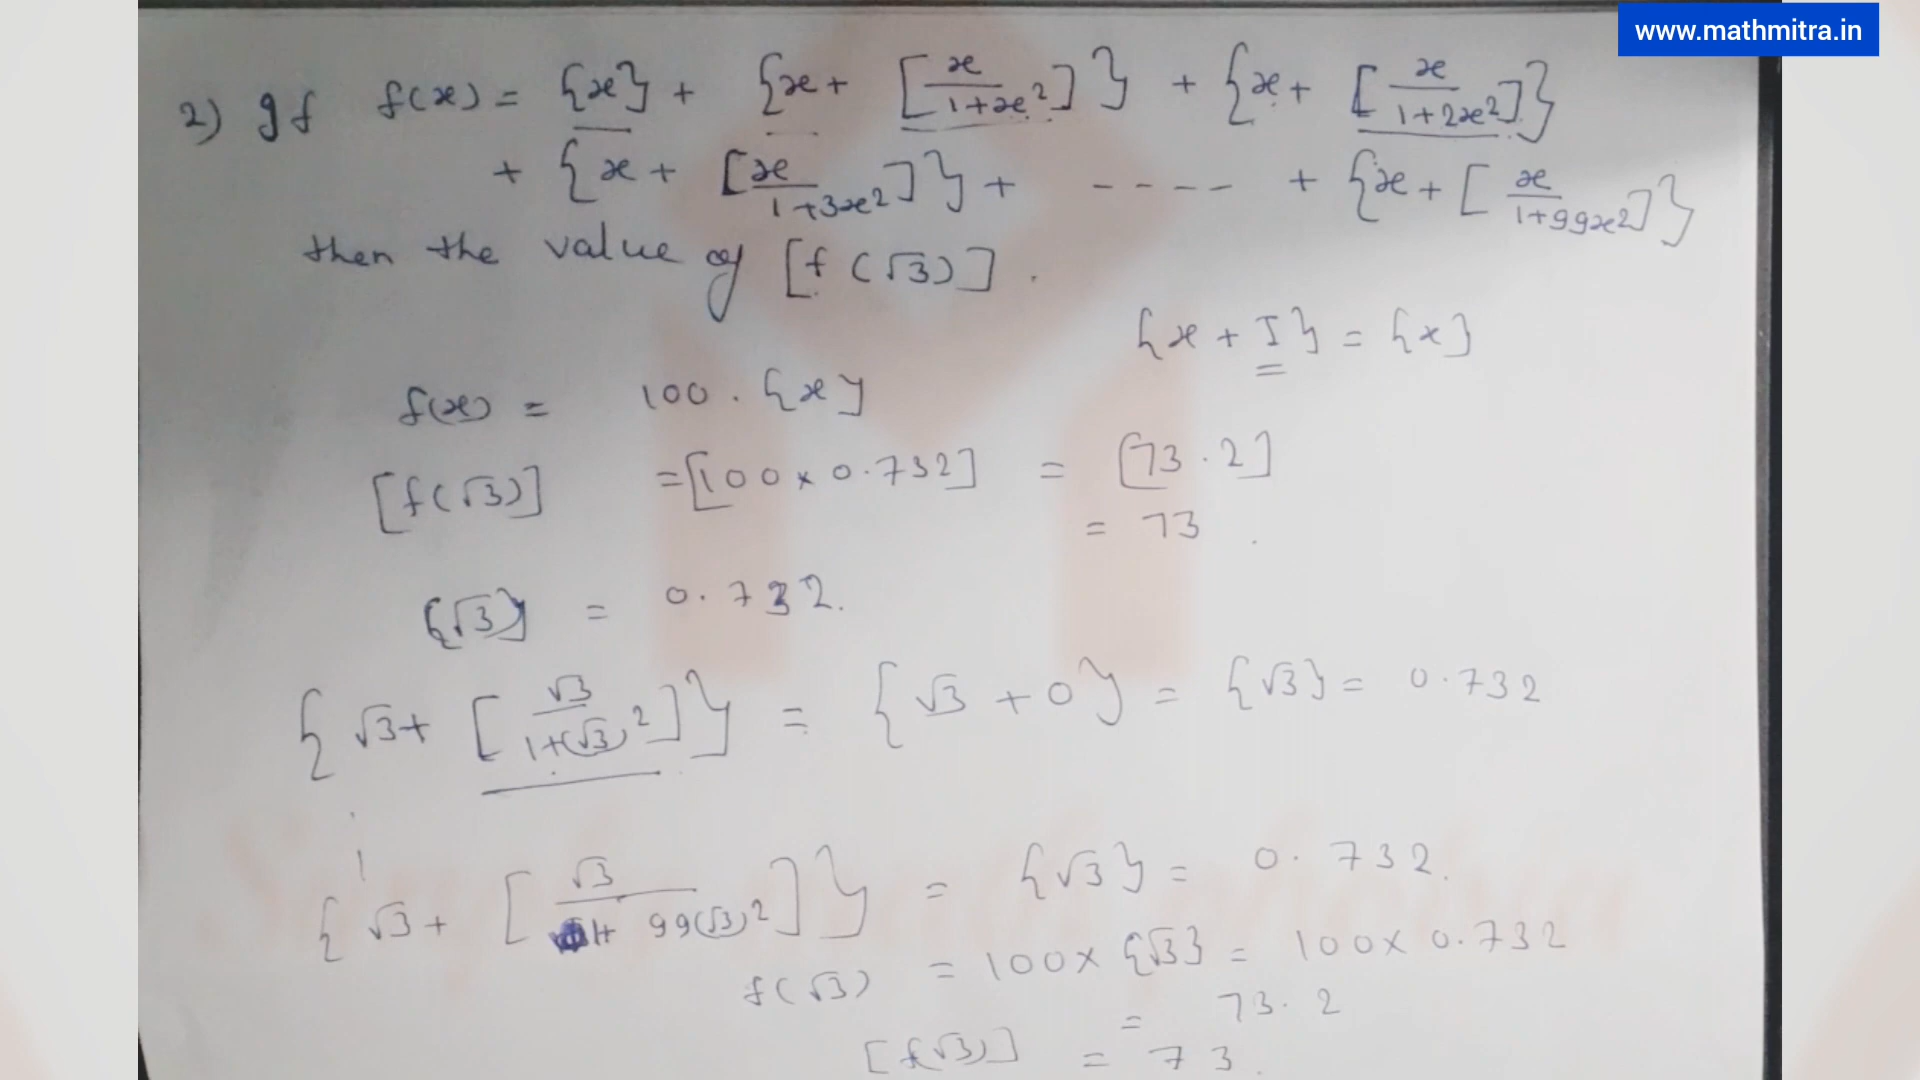 www.mathmitra.in
2) If f(x) = {x} + {x + [x/(1+x²)]} + {x + [x/(1+2x²)]}
+ {x + [x/(1+3x²)]} + ---- + {x + [x/(1+99x²)]}
then the value of [f(√3)].
{x + I} = {x}
f(x) = 100 . {x}
[f(√3)] = [100 × 0.732] = [73.2]
= 73
{√3} = 0.732.
{√3 + [√3/(1+(√3)²)]} = {√3 + 0} = {√3} = 0.732
{√3 + [√3/(1+ 99(√3)²)]} = {√3} = 0.732.
f(√3) = 100 × {√3} = 100 × 0.732
= 73.2
[f(√3)] = 73.